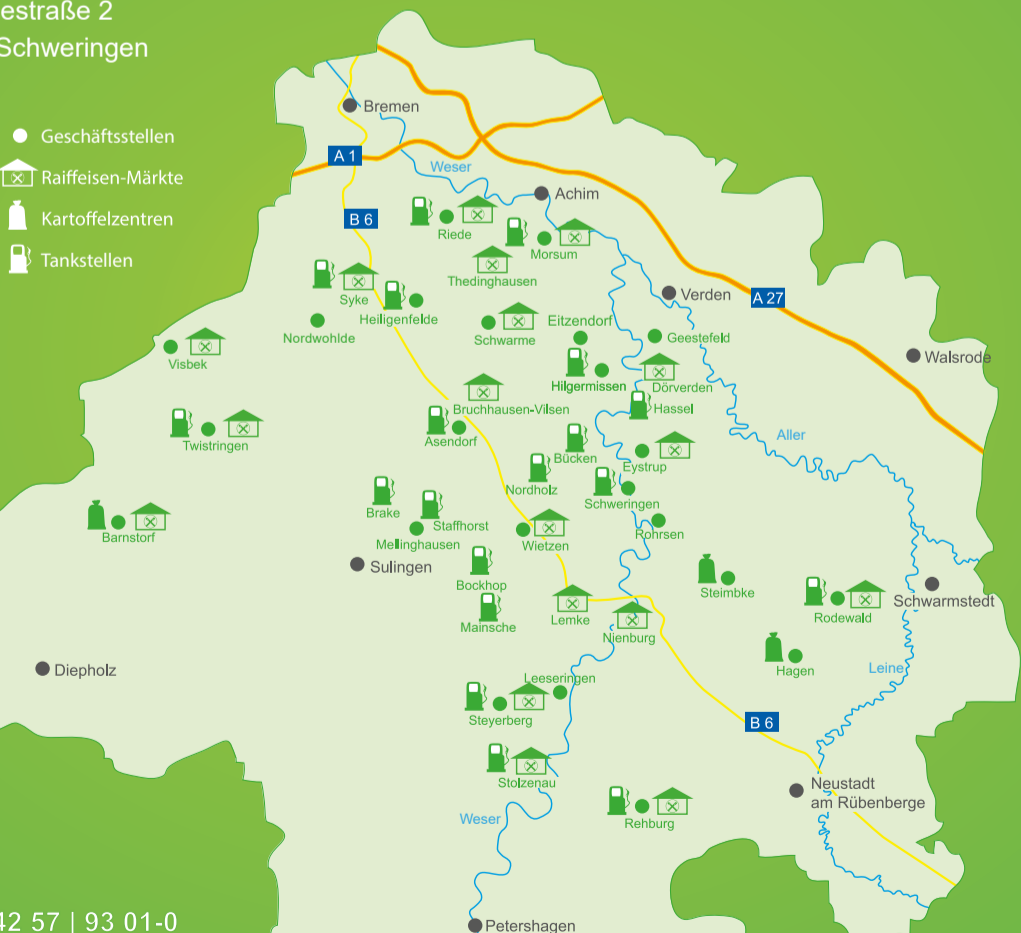 estraße 2
Schweringen
Geschäftsstellen
Raiffeisen-Märkte
Kartoffelzentren
Tankstellen
Bremen
A 1
Weser
Achim
B 6
Riede
Morsum
Thedinghausen
Syke
Heiligenfelde
Verden
A 27
Nordwohlde
Schwarme
Eitzendorf
Geestefeld
Visbek
Walsrode
Hilgermissen
Dörverden
Bruchhausen-Vilsen
Hassel
Twistringen
Asendorf
Aller
Bücken
Eystrup
Nordholz
Schweringen
Brake
Staffhorst
Barnstorf
Mellinghausen
Wietzen
Rohrsen
Sulingen
Bockhop
Steimbke
Schwarmstedt
Mainsche
Lemke
Rodewald
Nienburg
Diepholz
Hagen
Leine
Leeseringen
Steyerberg
B 6
Stolzenau
Neustadt
am Rübenberge
Weser
Rehburg
42 57 | 93 01-0
Petershagen